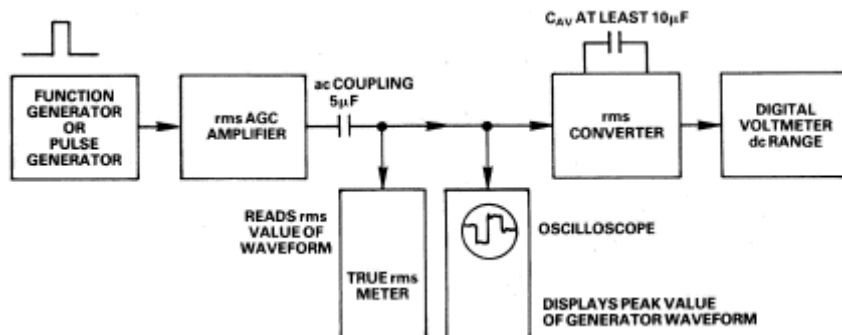 C_AV AT LEAST 10μF
ac COUPLING
5μF
FUNCTION
GENERATOR
OR
PULSE
GENERATOR
rms AGC
AMPLIFIER
rms
CONVERTER
DIGITAL
VOLTMETER
dc RANGE
READS rms
VALUE OF
WAVEFORM
TRUE rms
METER
OSCILLOSCOPE
DISPLAYS PEAK VALUE
OF GENERATOR WAVEFORM